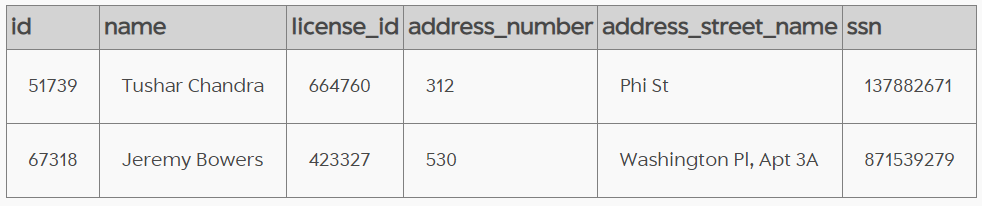 id name license_id address_number address_street_name ssn
51739 Tushar Chandra 664760 312 Phi St 137882671
67318 Jeremy Bowers 423327 530 Washington Pl, Apt 3A 871539279